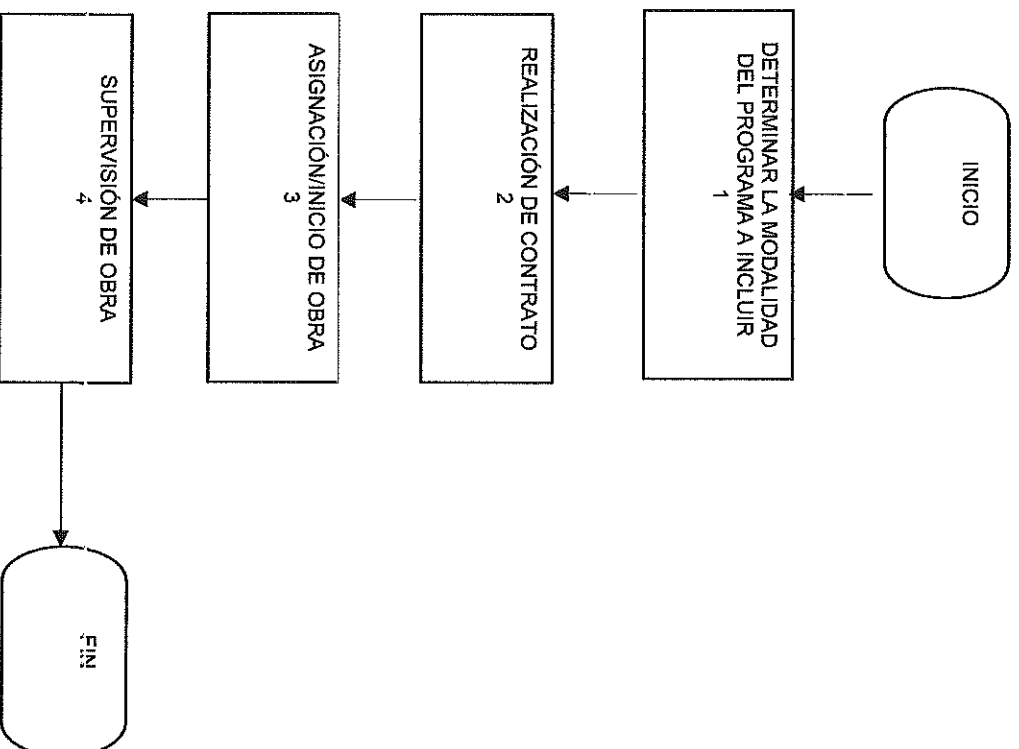 INICIO
DETERMINAR LA MODALIDAD
DEL PROGRAMA A INCLUIR
1
REALIZACIÓN DE CONTRATO
2
ASIGNACIÓN/INICIO DE OBRA
3
SUPERVISIÓN DE OBRA
4
FIN